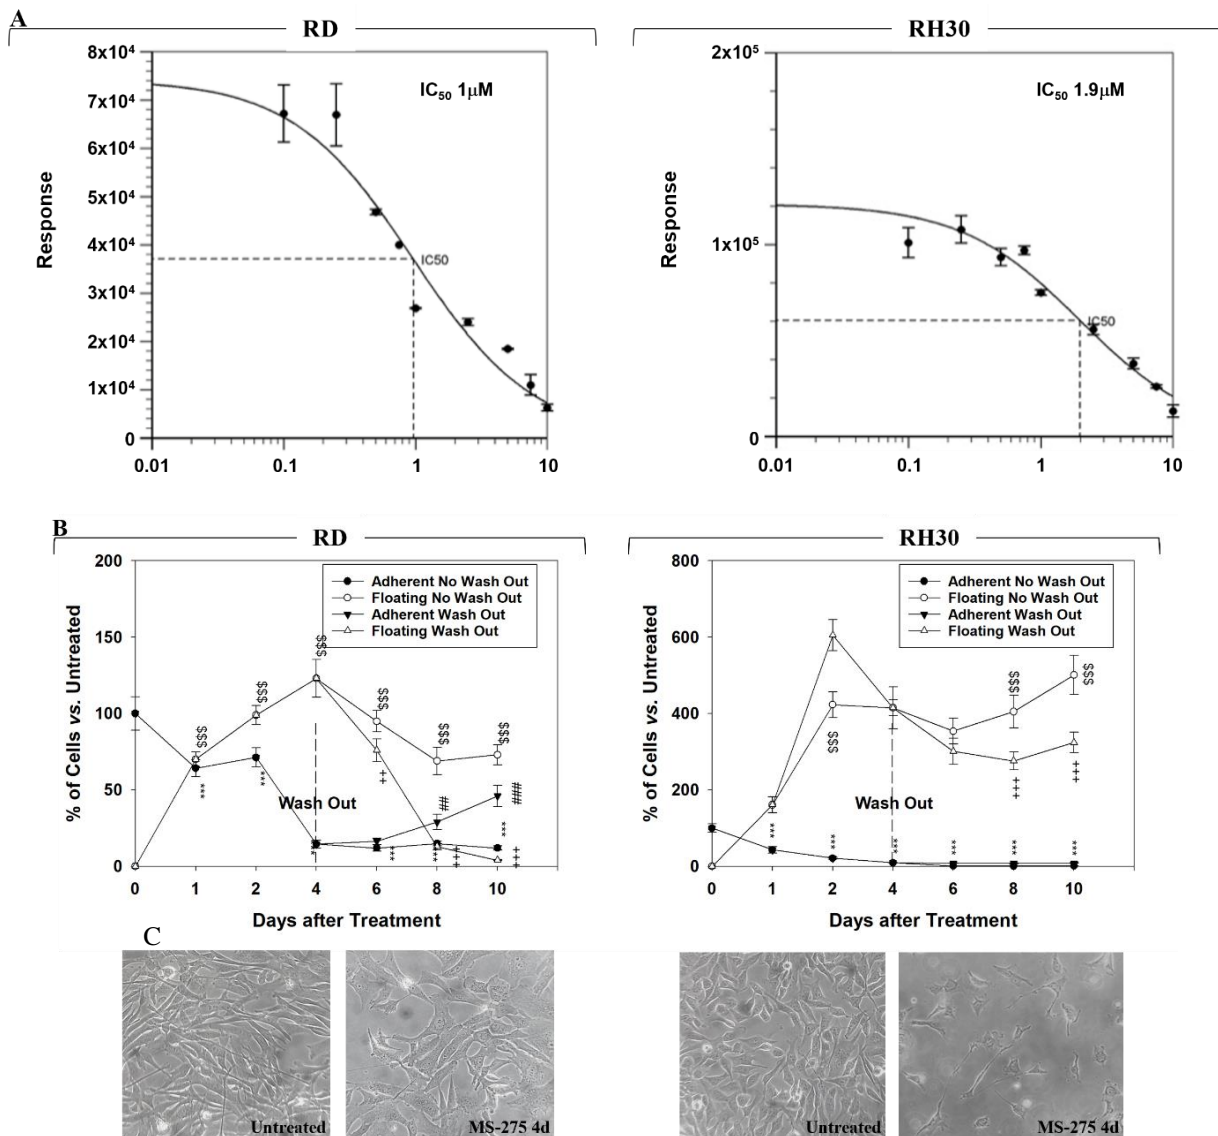 A
RD
RH30
8x10⁴
7x10⁴
6x10⁴
5x10⁴
4x10⁴
3x10⁴
2x10⁴
1x10⁴
0
Response
IC₅₀ 1μM
IC50
0.01 0.1 1 10
2x10⁵
1x10⁵
0
Response
IC₅₀ 1.9μM
IC50
0.01 0.1 1 10
B
RD
RH30
200
150
100
50
0
% of Cells vs. Untreated
Adherent No Wash Out
Floating No Wash Out
Adherent Wash Out
Floating Wash Out
$$$
$$$
$$$
$$$
$$$
$$$
***
***
***
***
***
++
+++
+++
##
###
Wash Out
0 1 2 4 6 8 10
Days after Treatment
800
600
400
200
0
% of Cells vs. Untreated
Adherent No Wash Out
Floating No Wash Out
Adherent Wash Out
Floating Wash Out
$$$
$$$
$$$
+++
+++
Wash Out
***
***
***
***
***
***
0 1 2 4 6 8 10
Days after Treatment
C
Untreated
MS-275 4d
Untreated
MS-275 4d